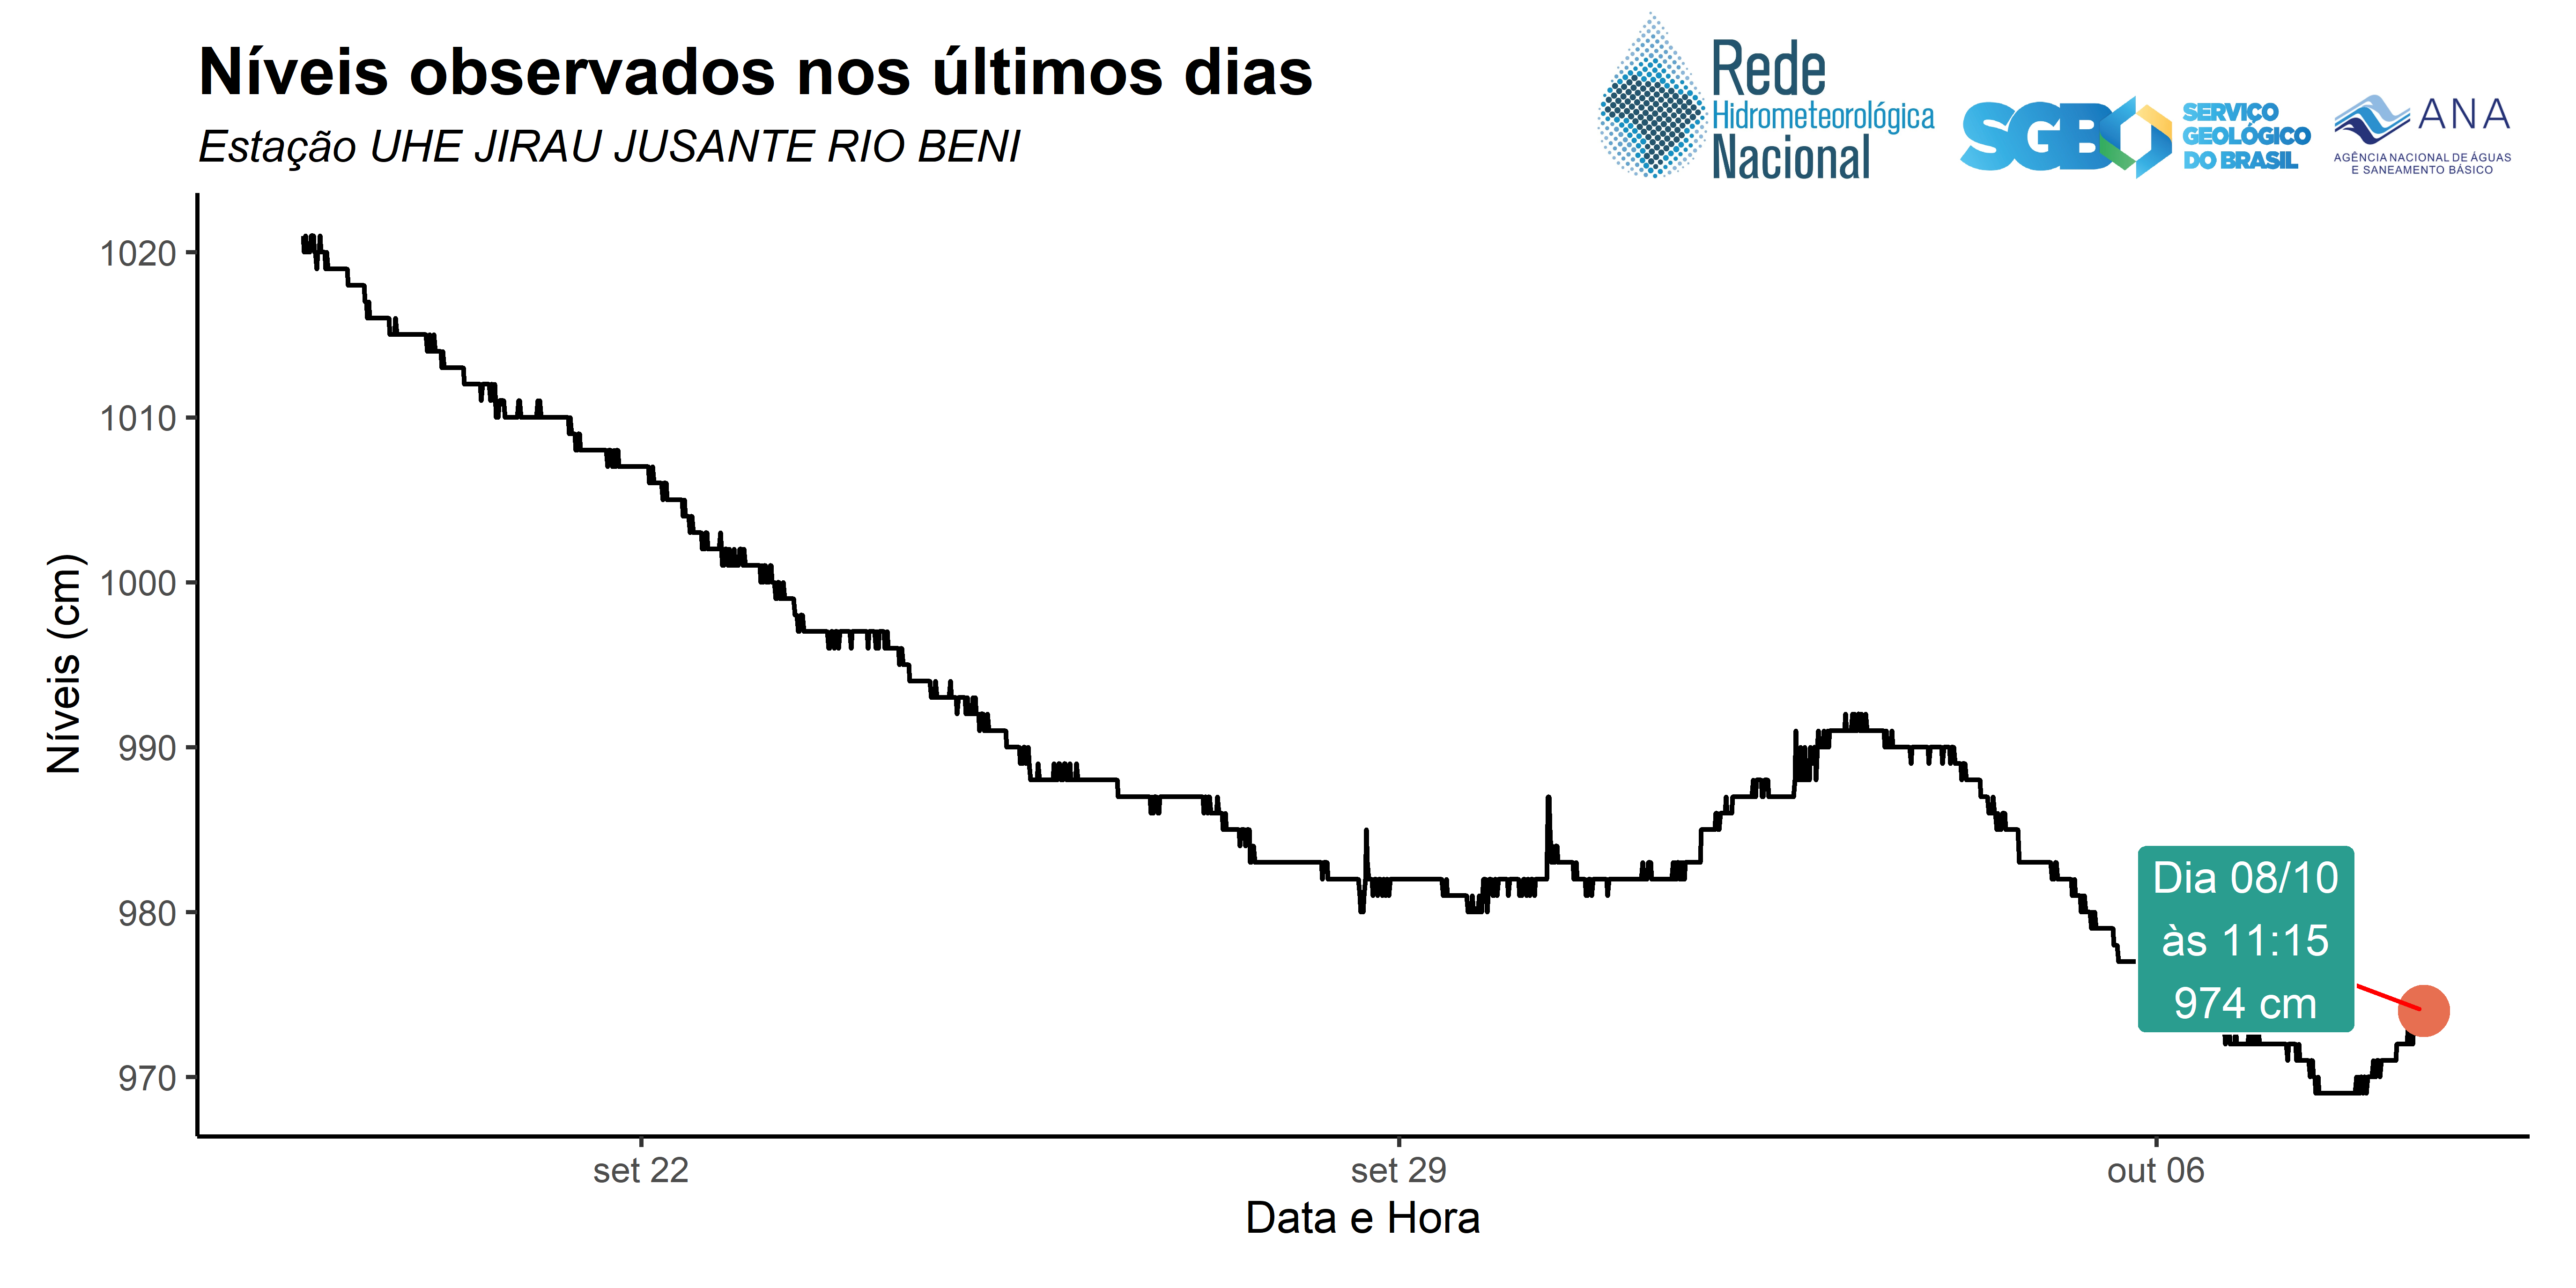 Níveis observados nos últimos dias
Estação UHE JIRAU JUSANTE RIO BENI
Rede
Hidrometeorológica
Nacional
SGB
SERVIÇO
GEOLÓGICO
DO BRASIL
ANA
AGÊNCIA NACIONAL DE ÁGUAS
E SANEAMENTO BÁSICO
Níveis (cm)
1020
1010
1000
990
980
970
Dia 08/10
às 11:15
974 cm
set 22
set 29
out 06
Data e Hora